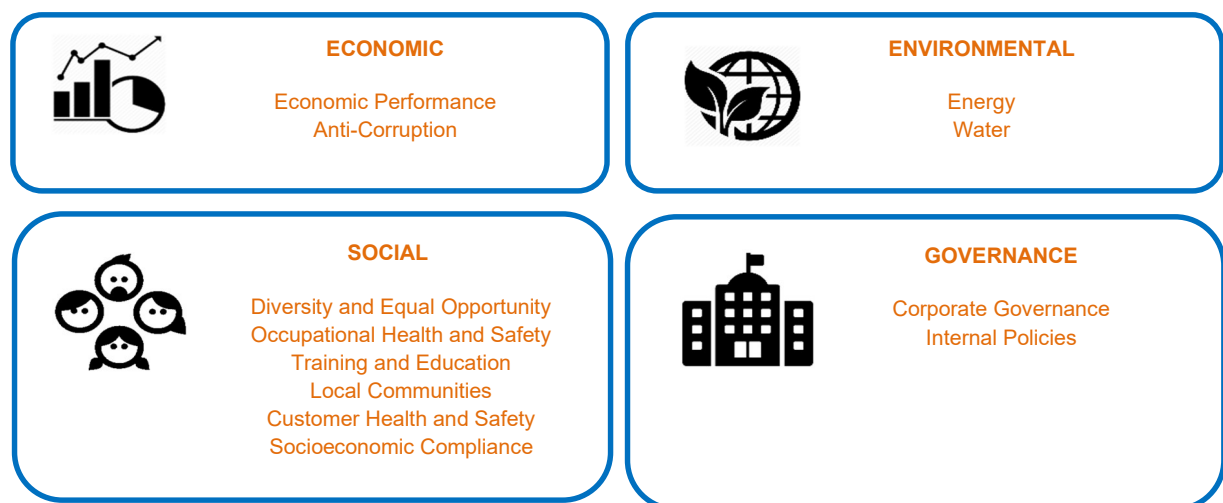 ECONOMIC
Economic Performance
Anti-Corruption
ENVIRONMENTAL
Energy
Water
SOCIAL
Diversity and Equal Opportunity
Occupational Health and Safety
Training and Education
Local Communities
Customer Health and Safety
Socioeconomic Compliance
GOVERNANCE
Corporate Governance
Internal Policies